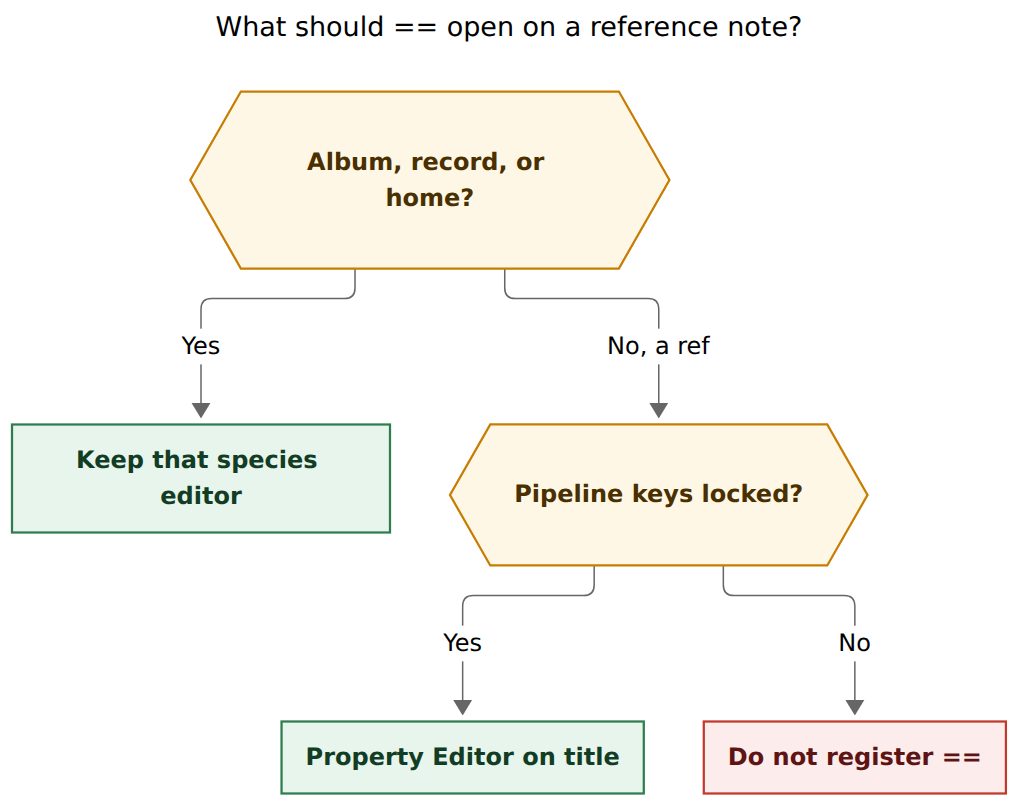 What should == open on a reference note?
Album, record, or
home?
Yes
No, a ref
Keep that species
editor
Pipeline keys locked?
Yes
No
Property Editor on title
Do not register ==